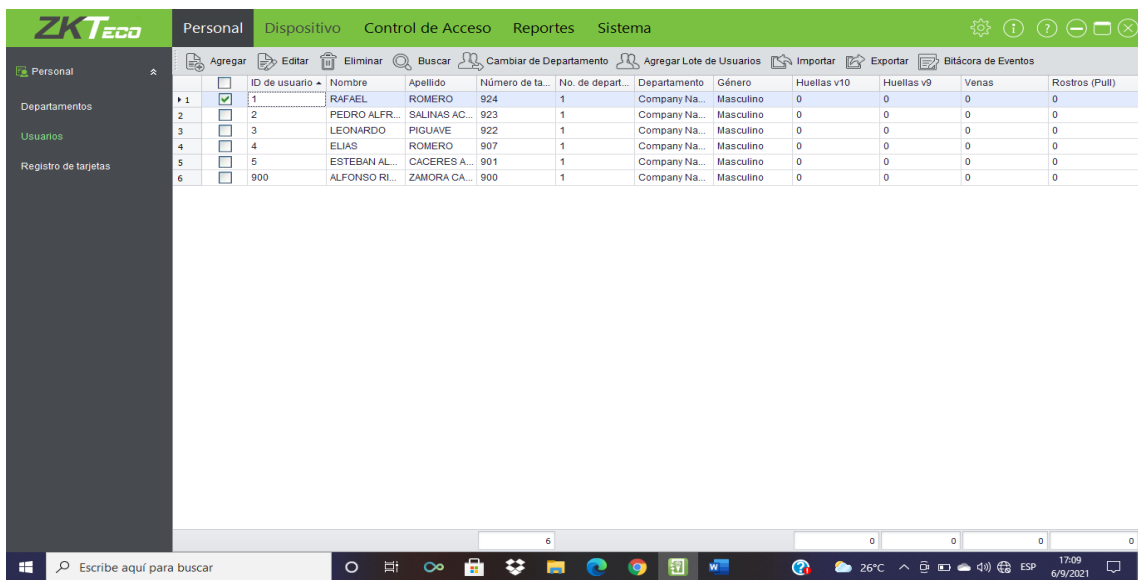 ZKTeco Personal Dispositivo Control de Acceso Reportes Sistema
Agregar Editar Eliminar Buscar Cambiar de Departamento Agregar Lote de Usuarios Importar Exportar Bitácora de Eventos
Personal
Departamentos
Usuarios
Registro de tarjetas
ID de usuario Nombre Apellido Número de ta... No. de depart... Departamento Género Huellas v10 Huellas v9 Venas Rostros (Pull)
1 1 RAFAEL ROMERO 924 1 Company Na... Masculino 0 0 0 0
2 2 PEDRO ALFR... SALINAS AC... 923 1 Company Na... Masculino 0 0 0 0
3 3 LEONARDO PIGUAVE 922 1 Company Na... Masculino 0 0 0 0
4 4 ELIAS ROMERO 907 1 Company Na... Masculino 0 0 0 0
5 5 ESTEBAN AL... CACERES A... 901 1 Company Na... Masculino 0 0 0 0
6 900 ALFONSO RI... ZAMORA CA... 900 1 Company Na... Masculino 0 0 0 0
6 0 0 0 0
Escribe aquí para buscar 26°C ESP 17:09
6/9/2021